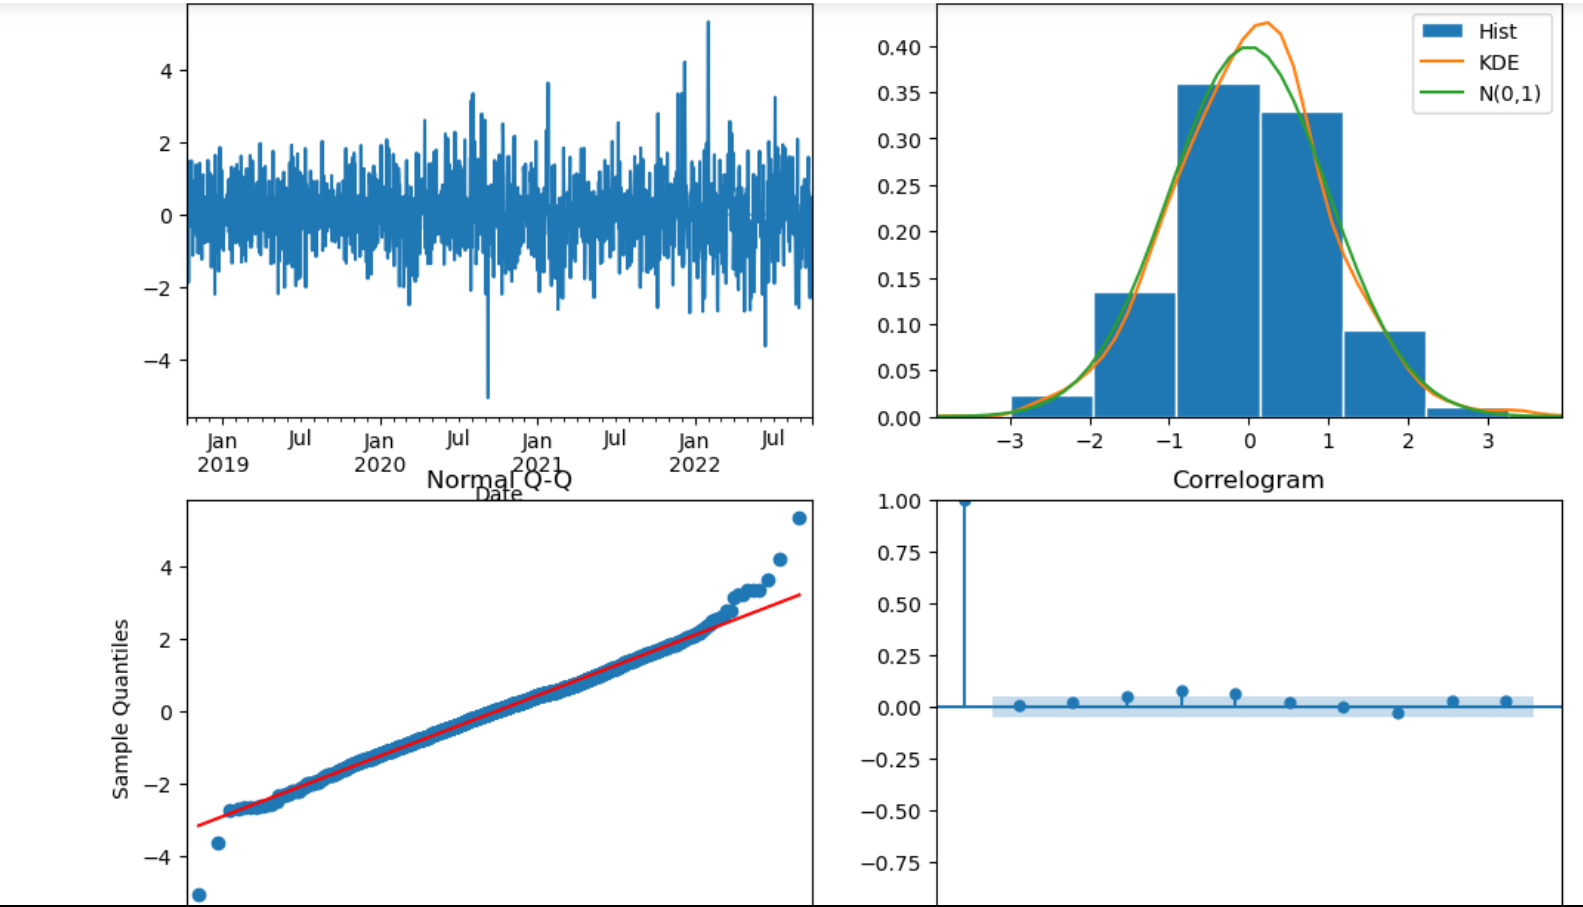 4
2
0
−2
−4
Jan
2019
Jul
Jan
2020
Jul
Jan
2021
Jul
Jan
2022
Jul
Date
0.40
0.35
0.30
0.25
0.20
0.15
0.10
0.05
0.00
−3 −2 −1 0 1 2 3
Hist
KDE
N(0,1)
Normal Q-Q
Sample Quantiles
4
2
0
−2
−4
Correlogram
1.00
0.75
0.50
0.25
0.00
−0.25
−0.50
−0.75